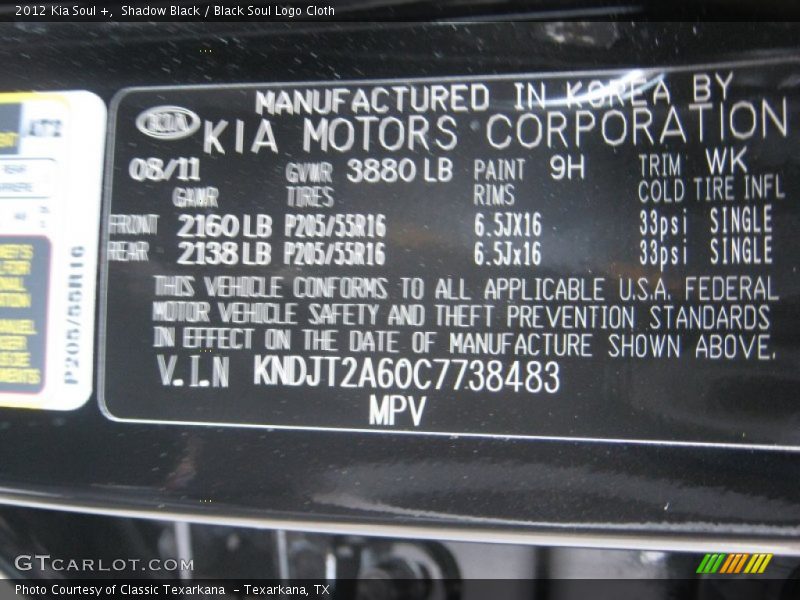 2012 Kia Soul +, Shadow Black / Black Soul Logo Cloth
MANUFACTURED IN KOREA BY
KIA KIA MOTORS CORPORATION
08/11 GVWR 3880 LB PAINT 9H TRIM WK
GAWR TIRES RIMS COLD TIRE INFL
FRONT 2160 LB P205/55R16 6.5JX16 33psi SINGLE
REAR 2138 LB P205/55R16 6.5Jx16 33psi SINGLE
THIS VEHICLE CONFORMS TO ALL APPLICABLE U.S.A. FEDERAL
MOTOR VEHICLE SAFETY AND THEFT PREVENTION STANDARDS
IN EFFECT ON THE DATE OF MANUFACTURE SHOWN ABOVE.
V.I.N KNDJT2A60C7738483
MPV
P205/55R16
GTCARLOT.COM
Photo Courtesy of Classic Texarkana - Texarkana, TX